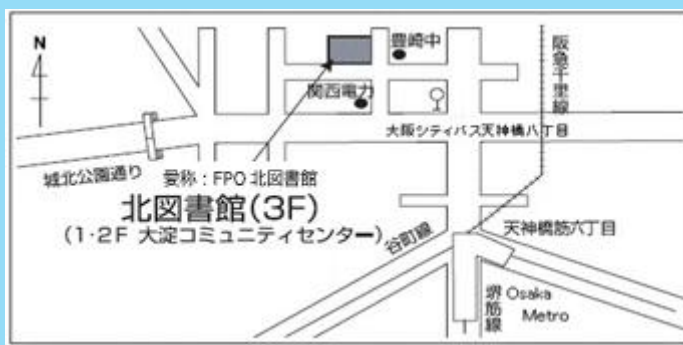 N
豊崎中
関西電力
阪急千里線
大阪シティバス天神橋八丁目
城北公園通り
愛称：FPO 北図書館
北図書館(3F)
(1・2F 大淀コミュニティセンター)
谷町線
天神橋筋六丁目
堺筋線
Osaka
Metro